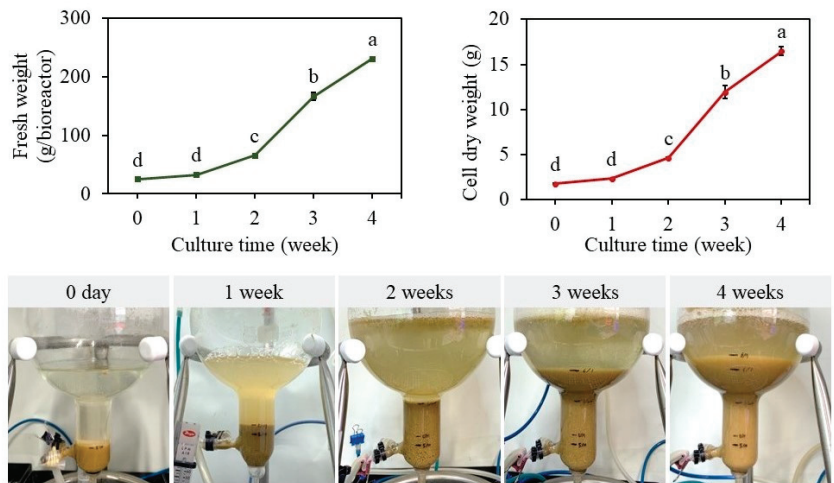 Fresh weight
(g/bioreactor)
300
200
100
0
d
d
c
b
a
0 1 2 3 4
Culture time (week)
Cell dry weight (g)
20
15
10
5
0
d
d
c
b
a
0 1 2 3 4
Culture time (week)
0 day 1 week 2 weeks 3 weeks 4 weeks